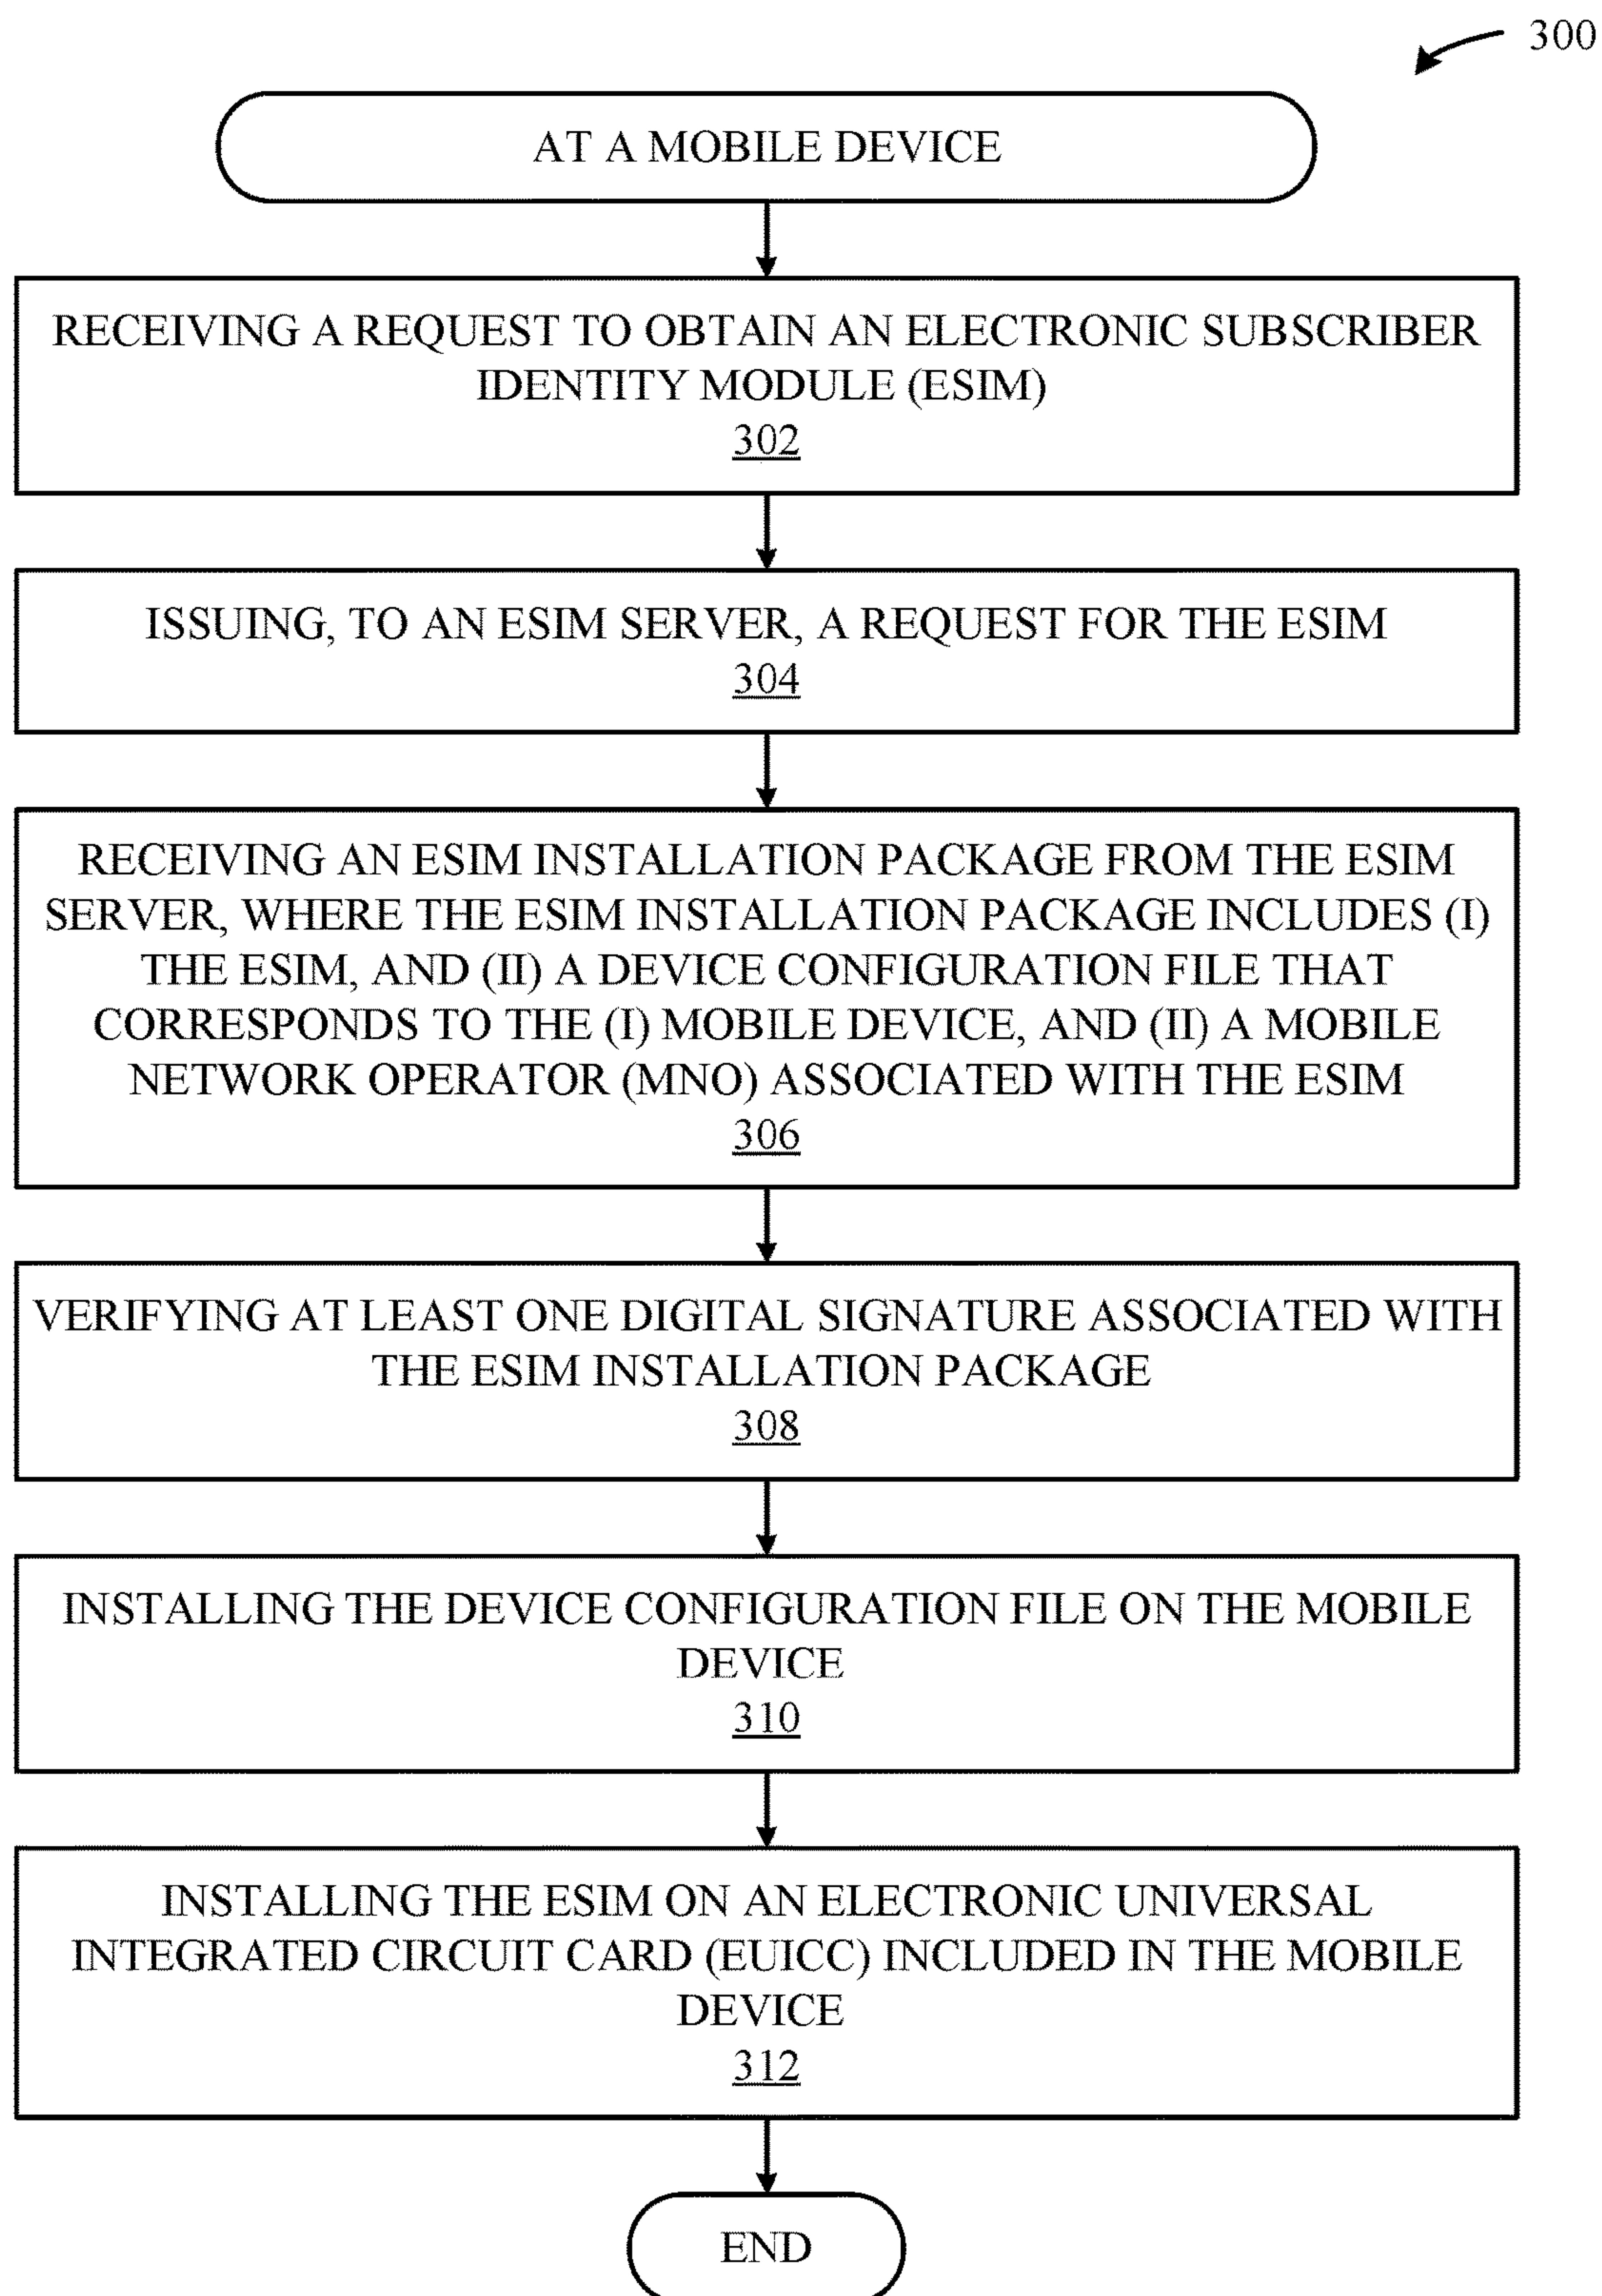 300
AT A MOBILE DEVICE
RECEIVING A REQUEST TO OBTAIN AN ELECTRONIC SUBSCRIBER
IDENTITY MODULE (ESIM)
302
ISSUING, TO AN ESIM SERVER, A REQUEST FOR THE ESIM
304
RECEIVING AN ESIM INSTALLATION PACKAGE FROM THE ESIM
SERVER, WHERE THE ESIM INSTALLATION PACKAGE INCLUDES (I)
THE ESIM, AND (II) A DEVICE CONFIGURATION FILE THAT
CORRESPONDS TO THE (I) MOBILE DEVICE, AND (II) A MOBILE
NETWORK OPERATOR (MNO) ASSOCIATED WITH THE ESIM
306
VERIFYING AT LEAST ONE DIGITAL SIGNATURE ASSOCIATED WITH
THE ESIM INSTALLATION PACKAGE
308
INSTALLING THE DEVICE CONFIGURATION FILE ON THE MOBILE
DEVICE
310
INSTALLING THE ESIM ON AN ELECTRONIC UNIVERSAL
INTEGRATED CIRCUIT CARD (EUICC) INCLUDED IN THE MOBILE
DEVICE
312
END